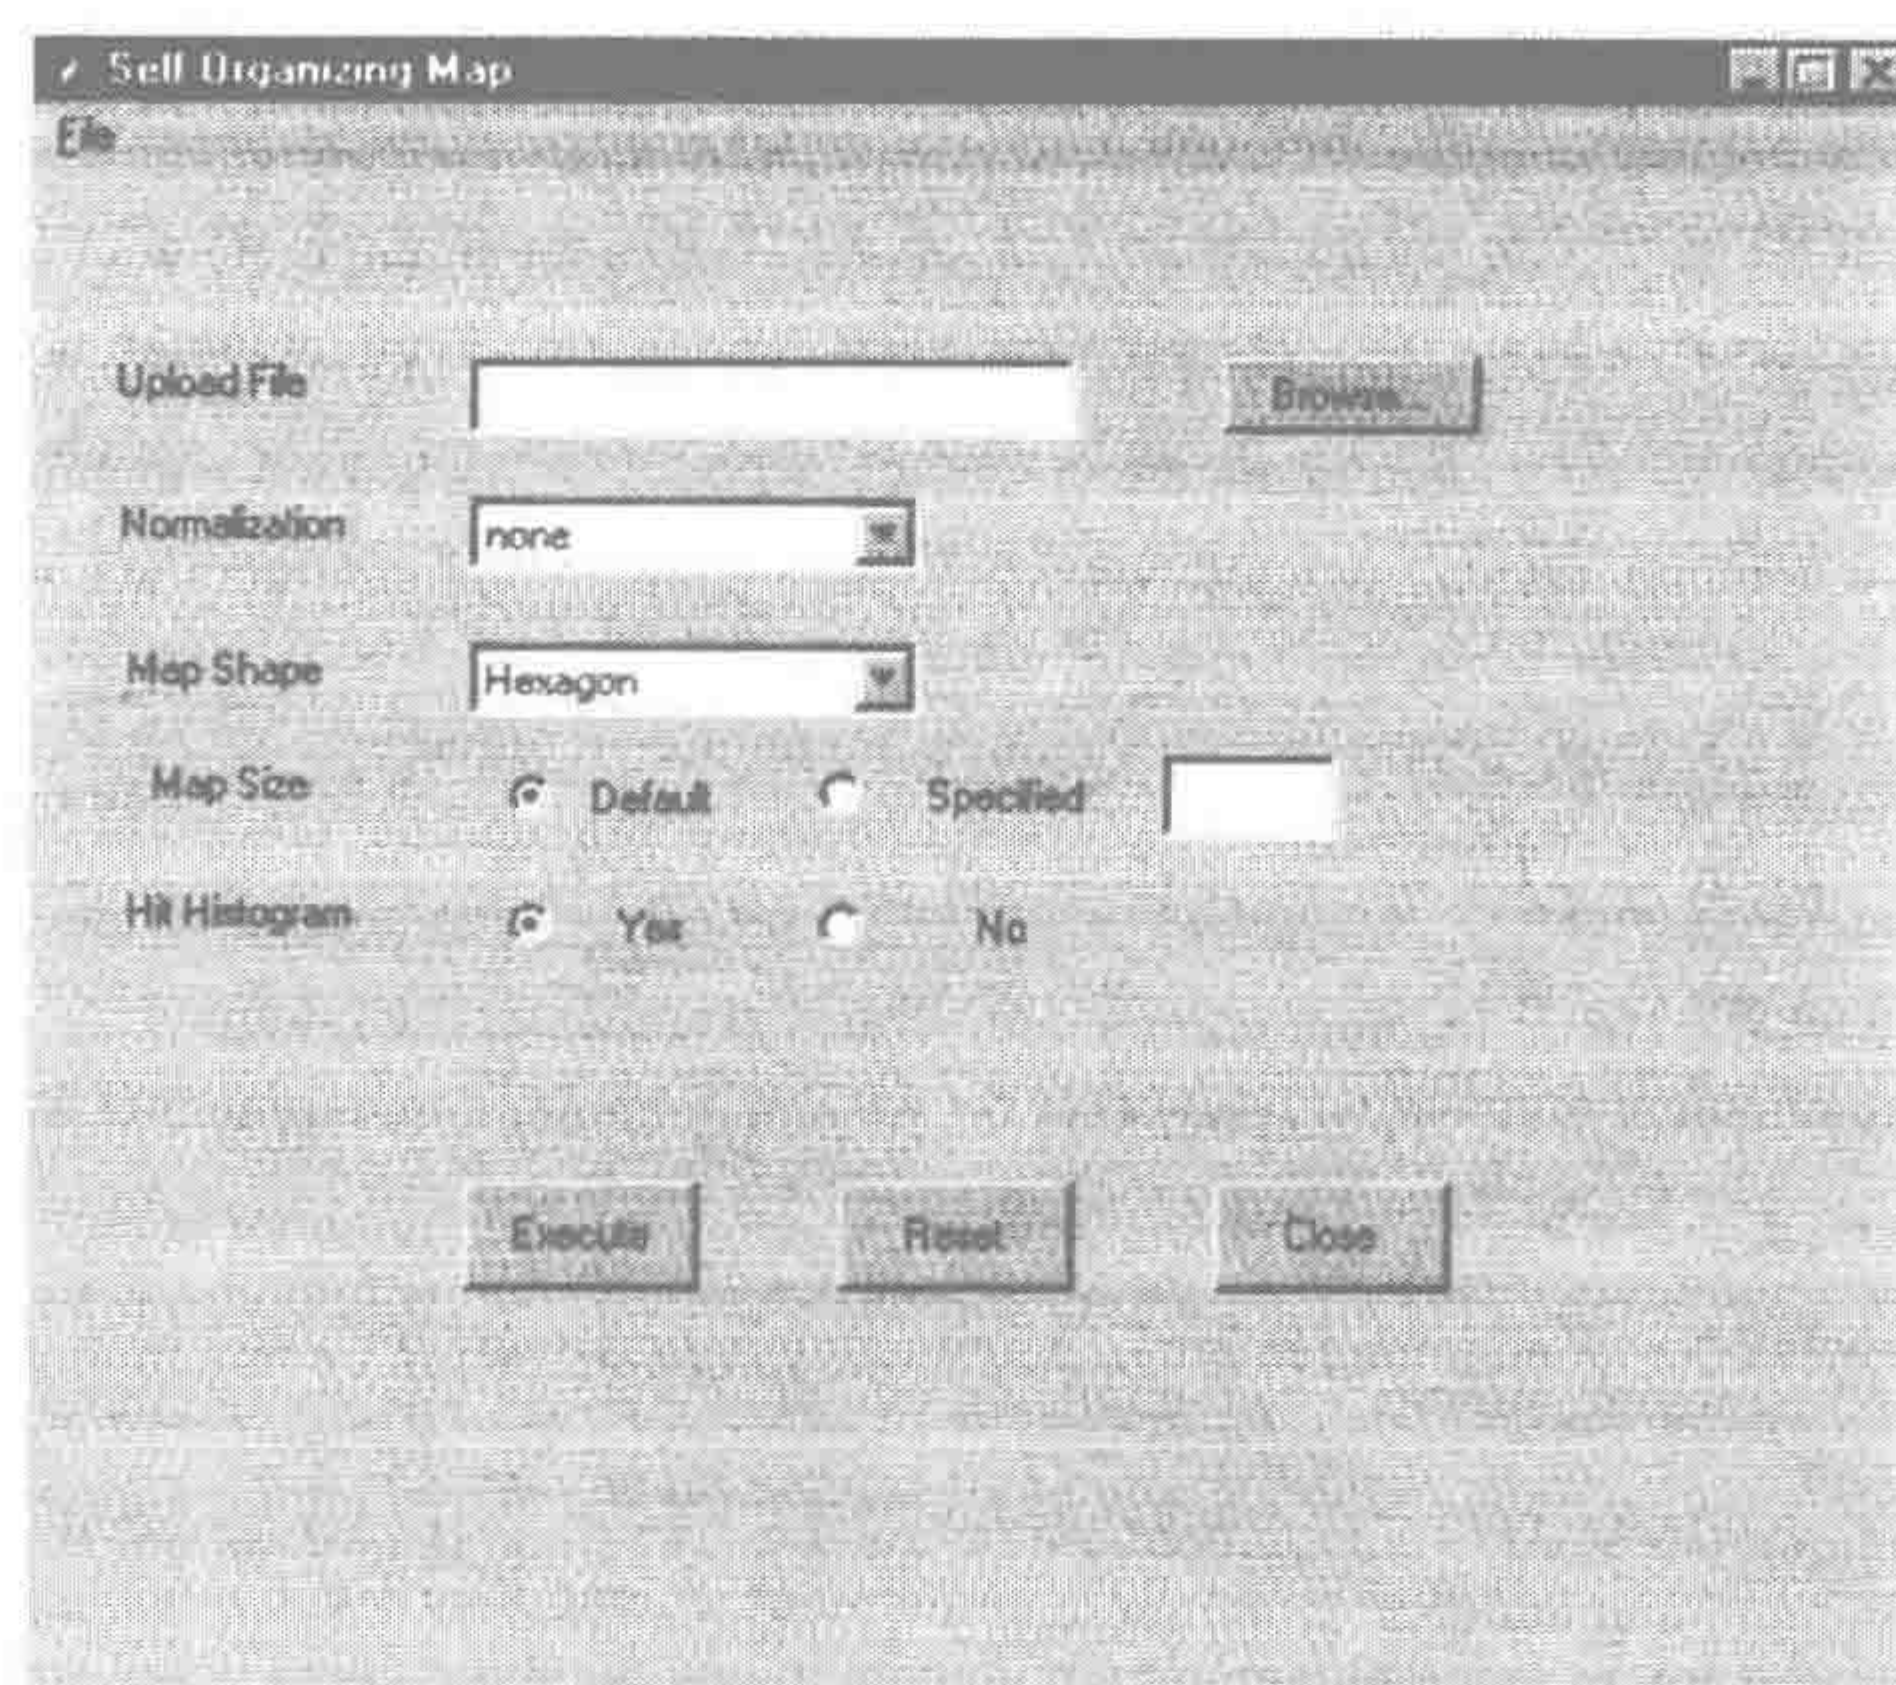 Self Organizing Map
File
Upload File Browse...
Normalization none
Map Shape Hexagon
Map Size Default Specified
Hit Histogram Yes No
Execute Reset Close